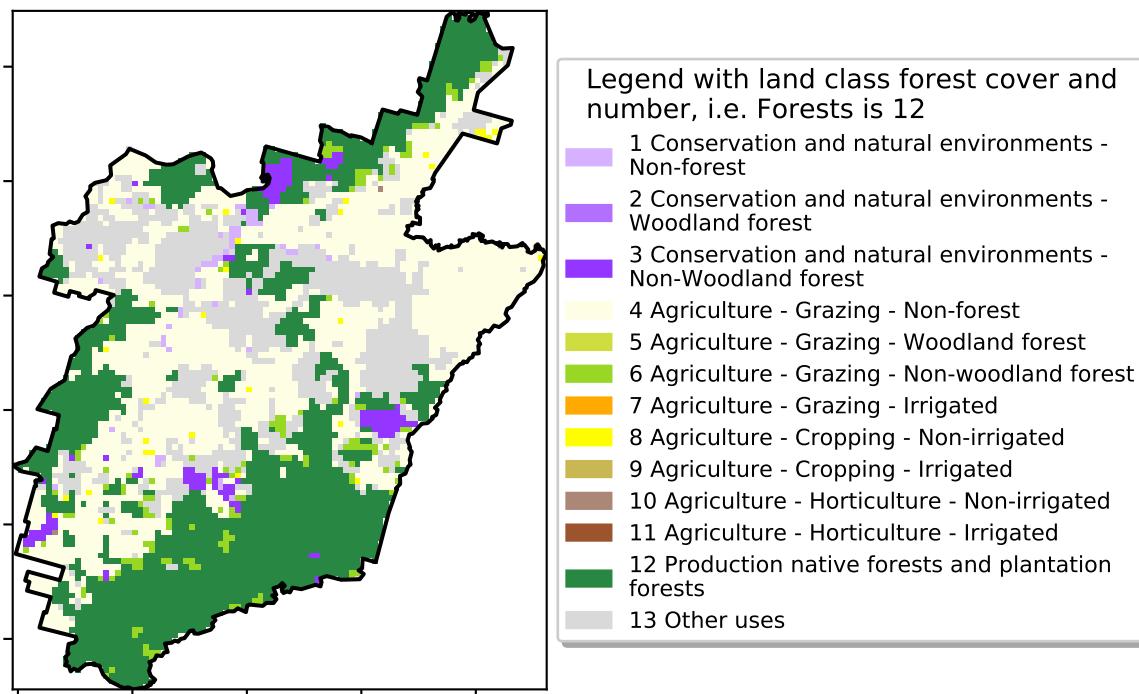 Legend with land class forest cover and
number, i.e. Forests is 12
1 Conservation and natural environments -
Non-forest
2 Conservation and natural environments -
Woodland forest
3 Conservation and natural environments -
Non-Woodland forest
4 Agriculture - Grazing - Non-forest
5 Agriculture - Grazing - Woodland forest
6 Agriculture - Grazing - Non-woodland forest
7 Agriculture - Grazing - Irrigated
8 Agriculture - Cropping - Non-irrigated
9 Agriculture - Cropping - Irrigated
10 Agriculture - Horticulture - Non-irrigated
11 Agriculture - Horticulture - Irrigated
12 Production native forests and plantation
forests
13 Other uses